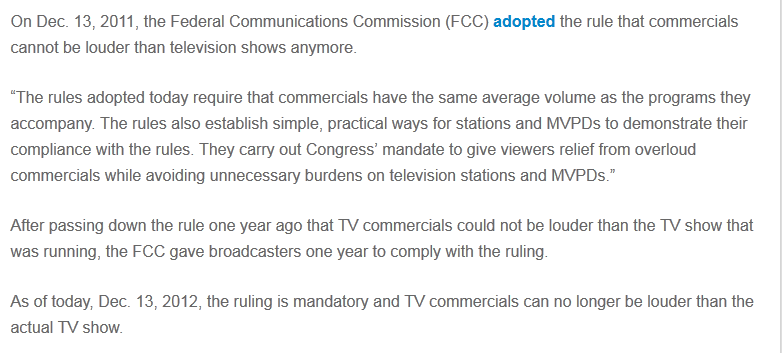 On Dec. 13, 2011, the Federal Communications Commission (FCC) adopted the rule that commercials
cannot be louder than television shows anymore.
“The rules adopted today require that commercials have the same average volume as the programs they
accompany. The rules also establish simple, practical ways for stations and MVPDs to demonstrate their
compliance with the rules. They carry out Congress’ mandate to give viewers relief from overloud
commercials while avoiding unnecessary burdens on television stations and MVPDs.”
After passing down the rule one year ago that TV commercials could not be louder than the TV show that
was running, the FCC gave broadcasters one year to comply with the ruling.
As of today, Dec. 13, 2012, the ruling is mandatory and TV commercials can no longer be louder than the
actual TV show.